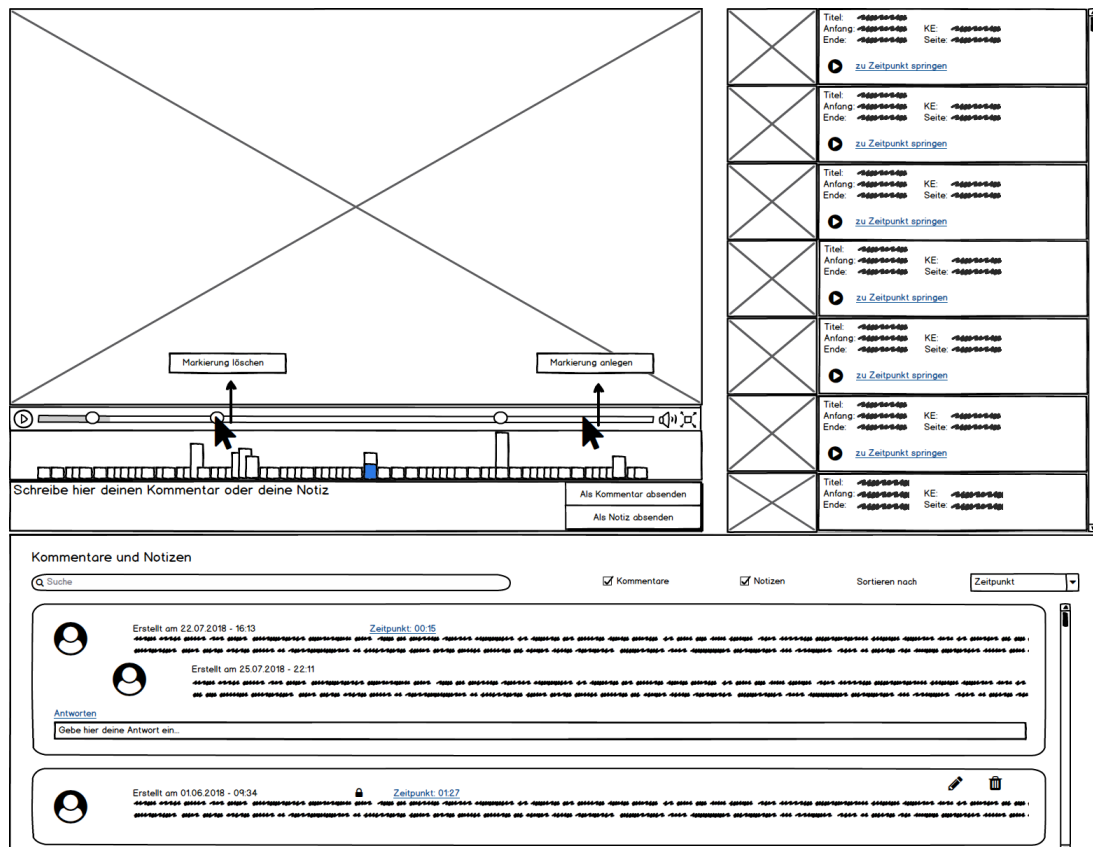 Markierung löschen
Markierung anlegen
Schreibe hier deinen Kommentar oder deine Notiz
Als Kommentar absenden
Als Notiz absenden
Titel:
Anfang: KE:
Ende: Seite:
zu Zeitpunkt springen
Titel:
Anfang: KE:
Ende: Seite:
zu Zeitpunkt springen
Titel:
Anfang: KE:
Ende: Seite:
zu Zeitpunkt springen
Titel:
Anfang: KE:
Ende: Seite:
zu Zeitpunkt springen
Titel:
Anfang: KE:
Ende: Seite:
zu Zeitpunkt springen
Titel:
Anfang: KE:
Ende: Seite:
zu Zeitpunkt springen
Titel:
Anfang: KE:
Ende: Seite:
Kommentare und Notizen
Suche Kommentare Notizen Sortieren nach Zeitpunkt
Erstellt am 22.07.2018 - 16:13 Zeitpunkt: 00:15
Erstellt am 25.07.2018 - 22:11
Antworten
Gebe hier deine Antwort ein...
Erstellt am 01.06.2018 - 09:34 Zeitpunkt: 01:27